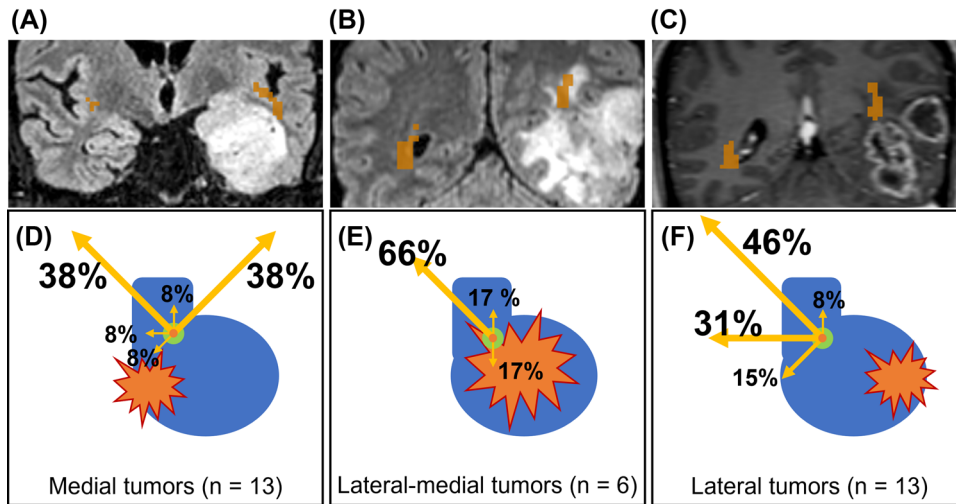 (A)
(B)
(C)
(D)
38%
38%
8%
8%
8%
Medial tumors (n = 13)
(E)
66%
17 %
17%
Lateral-medial tumors (n = 6)
(F)
46%
8%
31%
15%
Lateral tumors (n = 13)